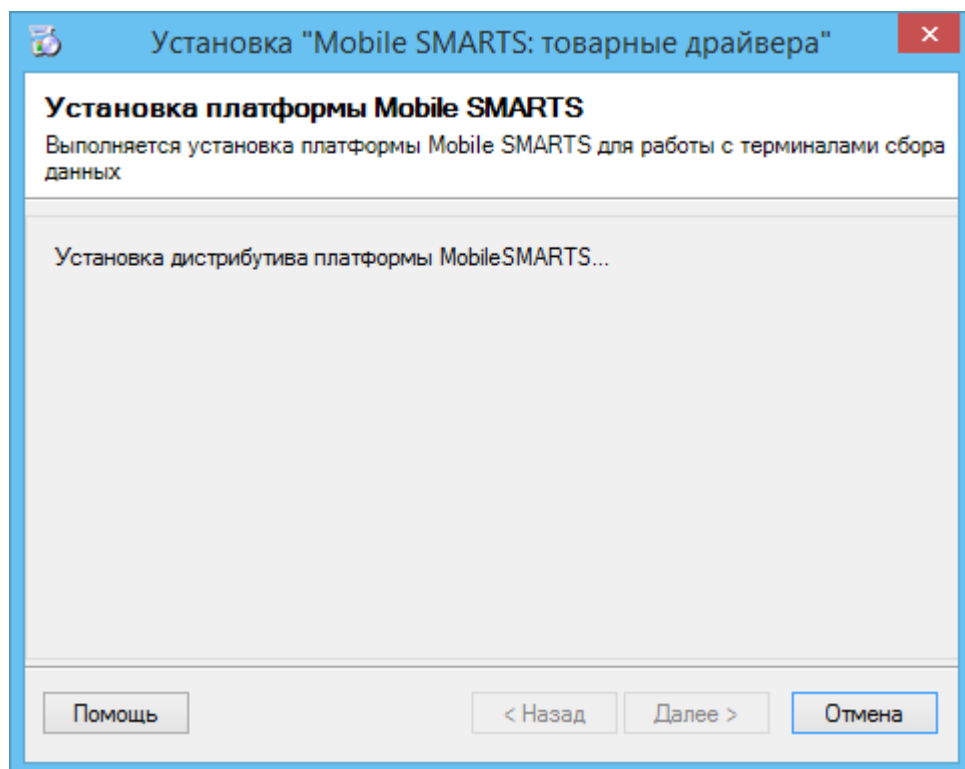 Установка "Mobile SMARTS: товарные драйвера"
Установка платформы Mobile SMARTS
Выполняется установка платформы Mobile SMARTS для работы с терминалами сбора
данных
Установка дистрибутива платформы MobileSMARTS...
Помощь
< Назад
Далее >
Отмена